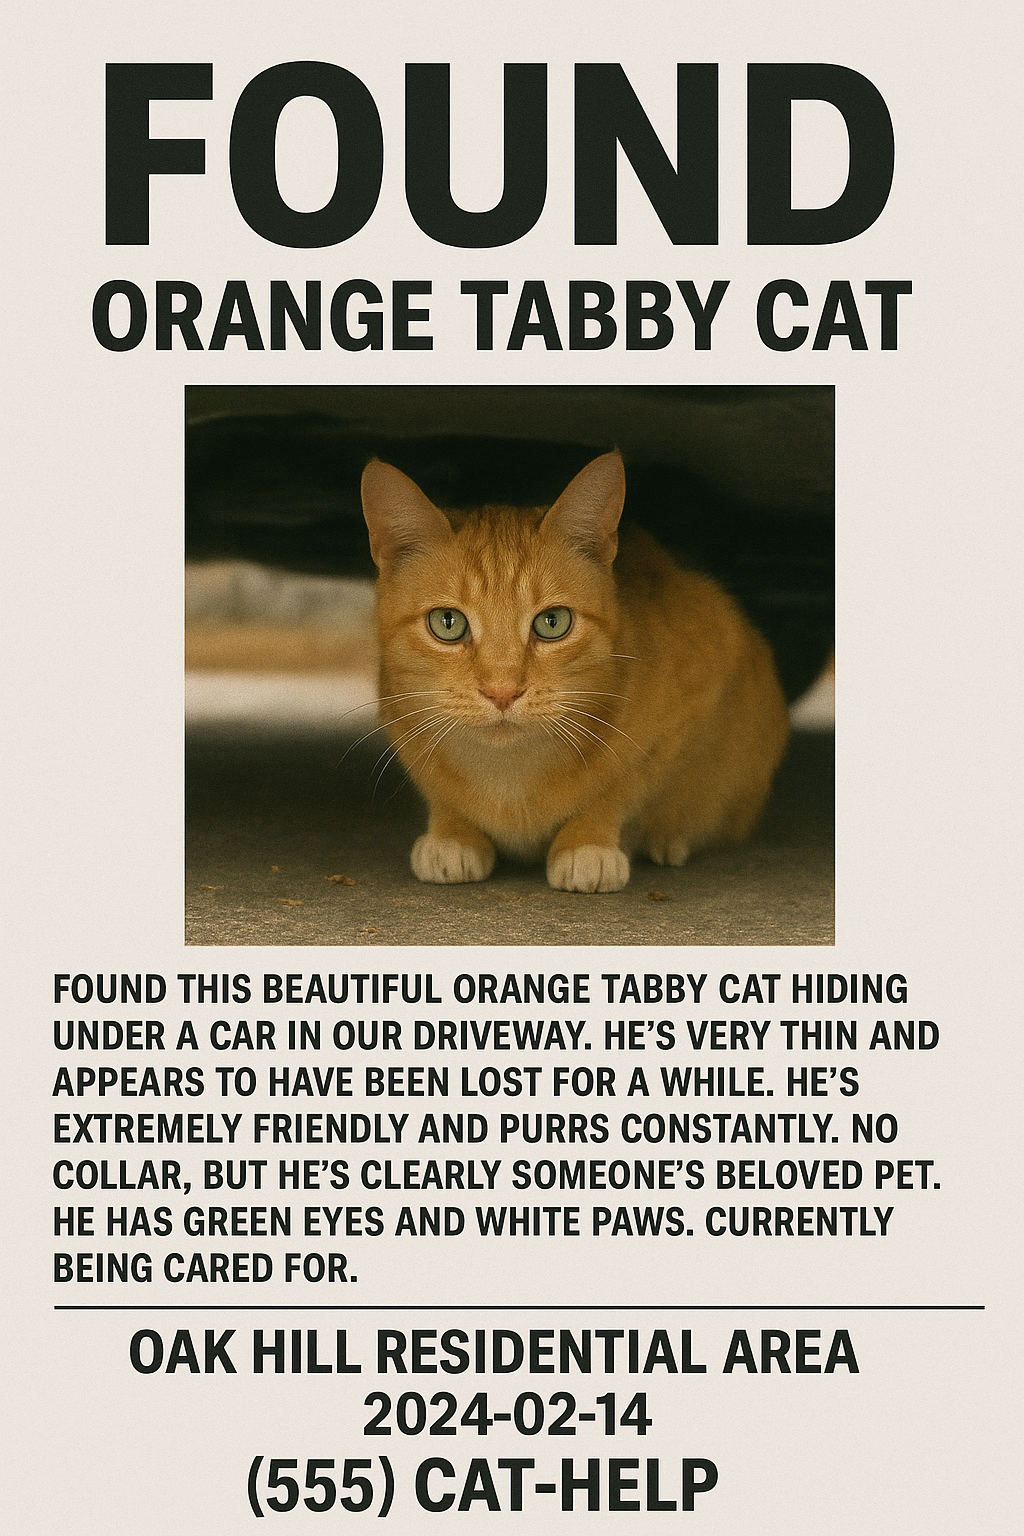 FOUND
ORANGE TABBY CAT
FOUND THIS BEAUTIFUL ORANGE TABBY CAT HIDING
UNDER A CAR IN OUR DRIVEWAY. HE’S VERY THIN AND
APPEARS TO HAVE BEEN LOST FOR A WHILE. HE’S
EXTREMELY FRIENDLY AND PURRS CONSTANTLY. NO
COLLAR, BUT HE’S CLEARLY SOMEONE’S BELOVED PET.
HE HAS GREEN EYES AND WHITE PAWS. CURRENTLY
BEING CARED FOR.
OAK HILL RESIDENTIAL AREA
2024-02-14
(555) CAT-HELP